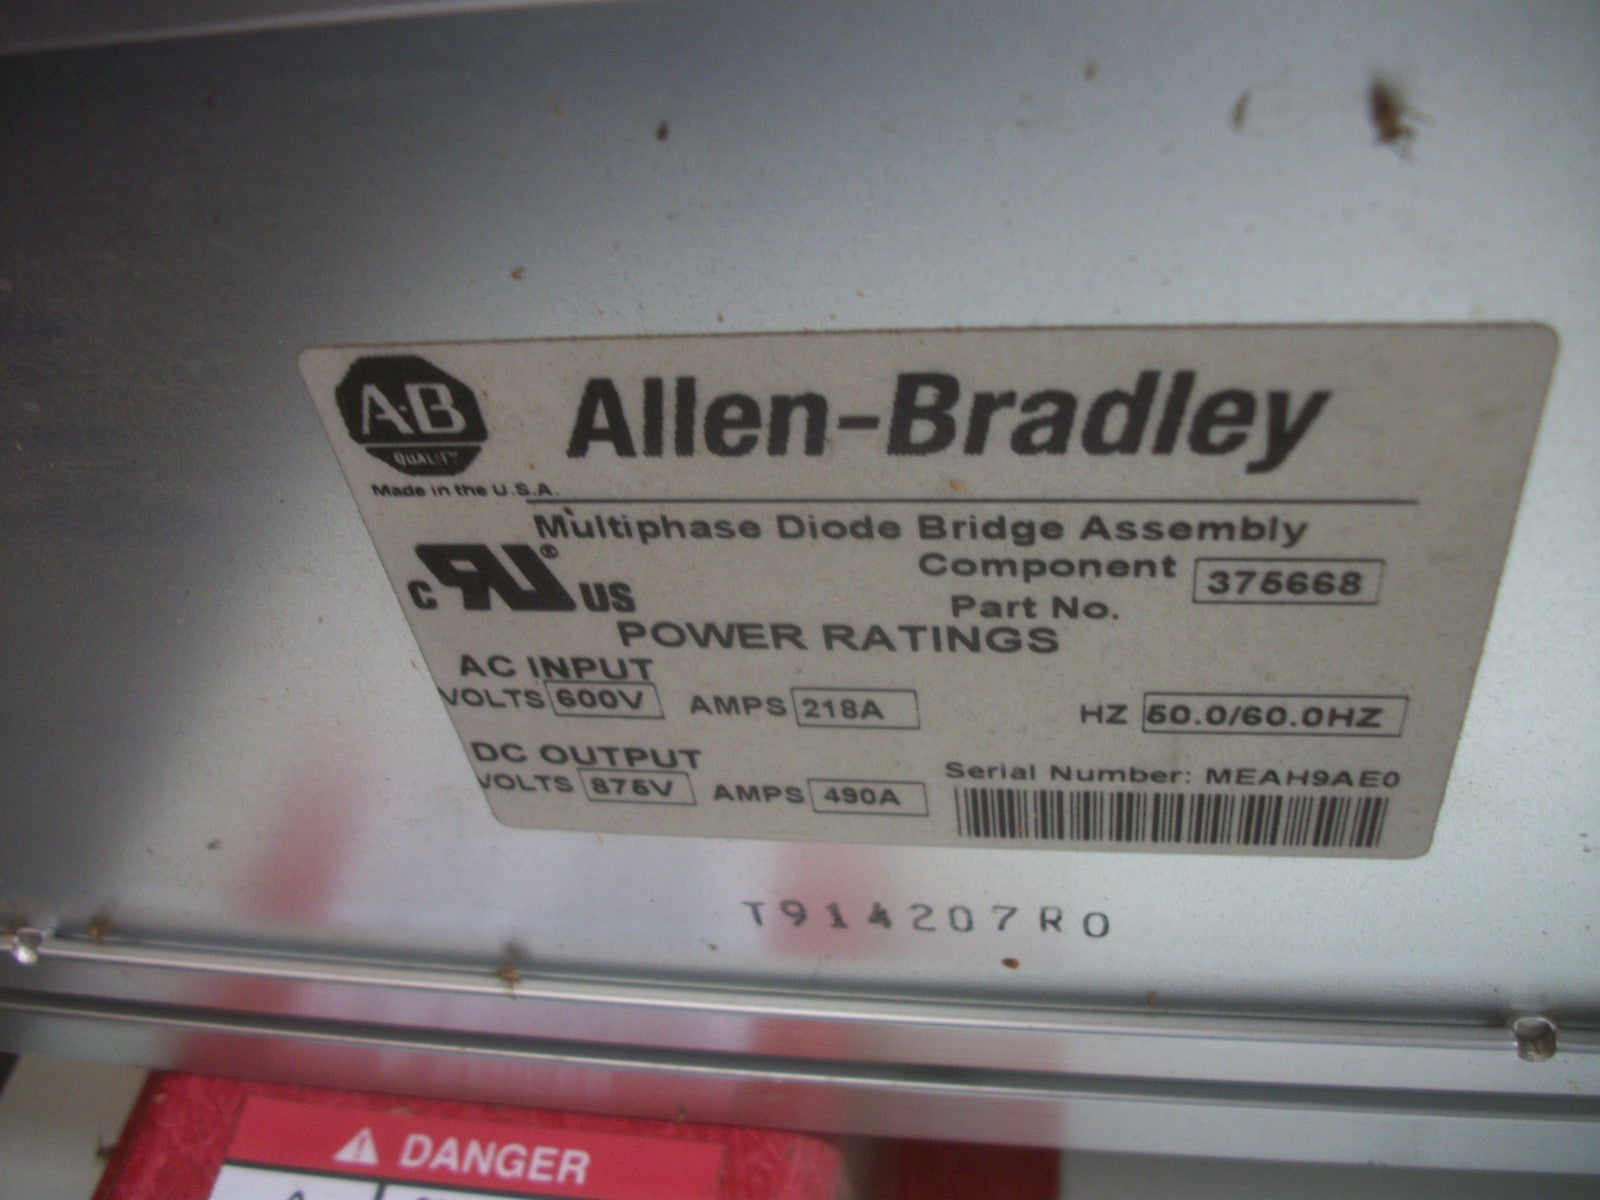 A-B
QUALITY
Allen-Bradley
Made in the U.S.A.
Multiphase Diode Bridge Assembly
Component
Part No. 375668
c RU ® US
POWER RATINGS
AC INPUT
VOLTS 600V AMPS 218A HZ 50.0/60.0HZ
DC OUTPUT
VOLTS 875V AMPS 490A
Serial Number: MEAH9AE0
T914207R0
DANGER